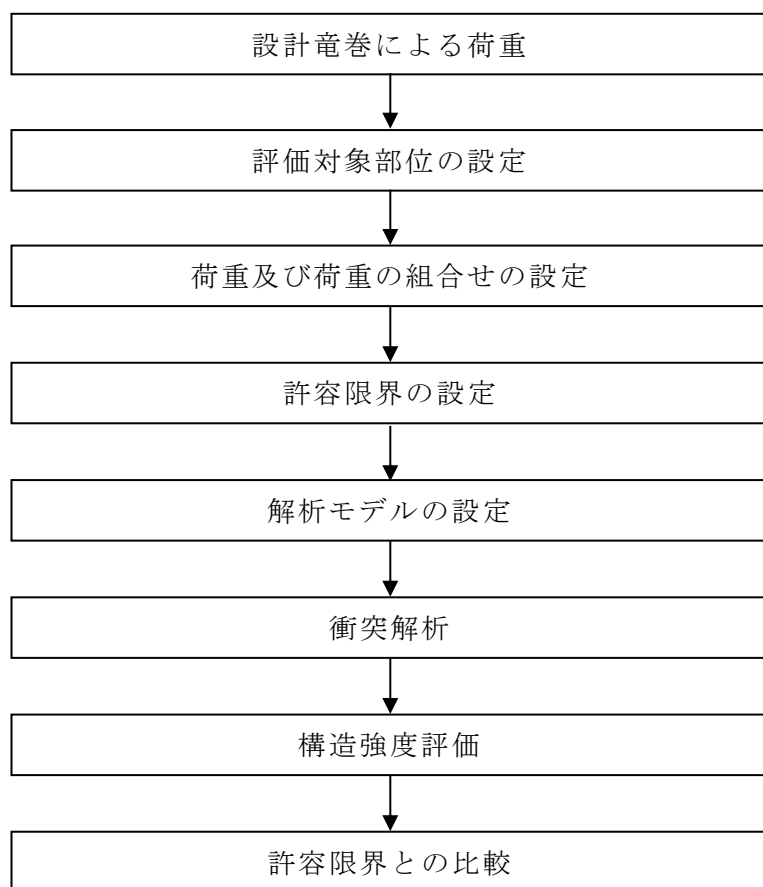 設計竜巻による荷重
評価対象部位の設定
荷重及び荷重の組合せの設定
許容限界の設定
解析モデルの設定
衝突解析
構造強度評価
許容限界との比較